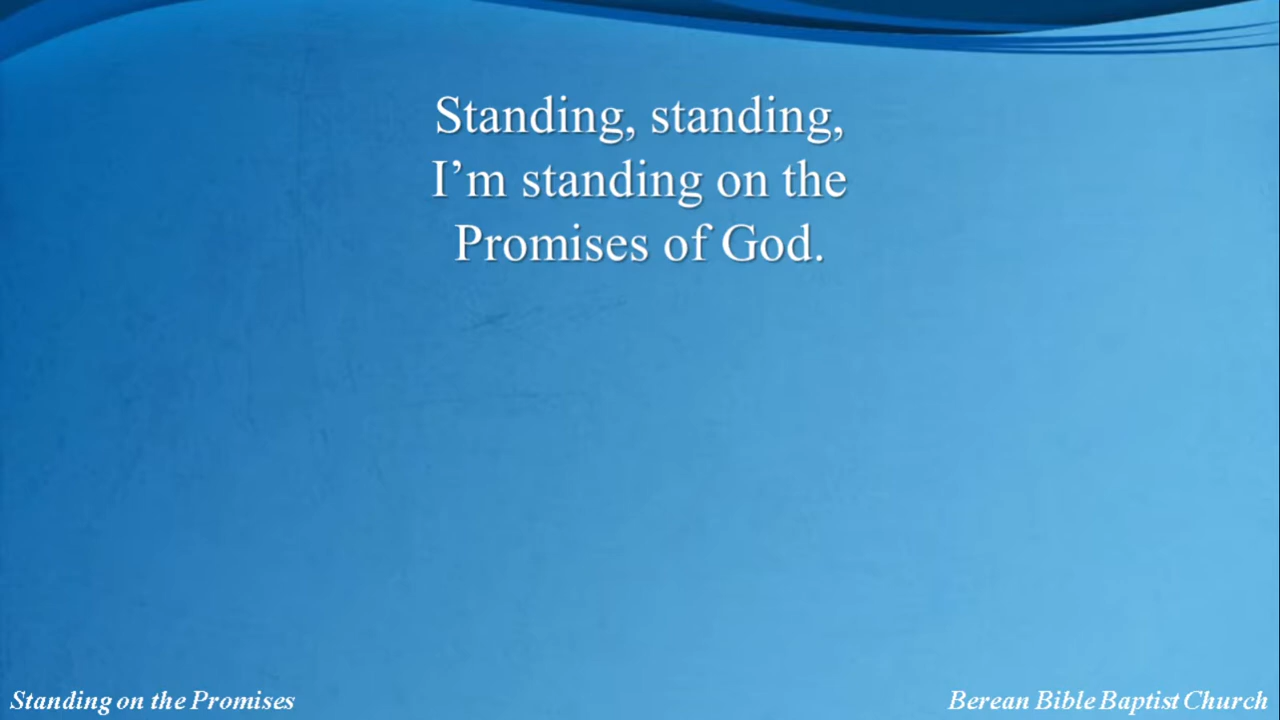 Standing, standing,
I’m standing on the
Promises of God.
Standing on the Promises
Berean Bible Baptist Church